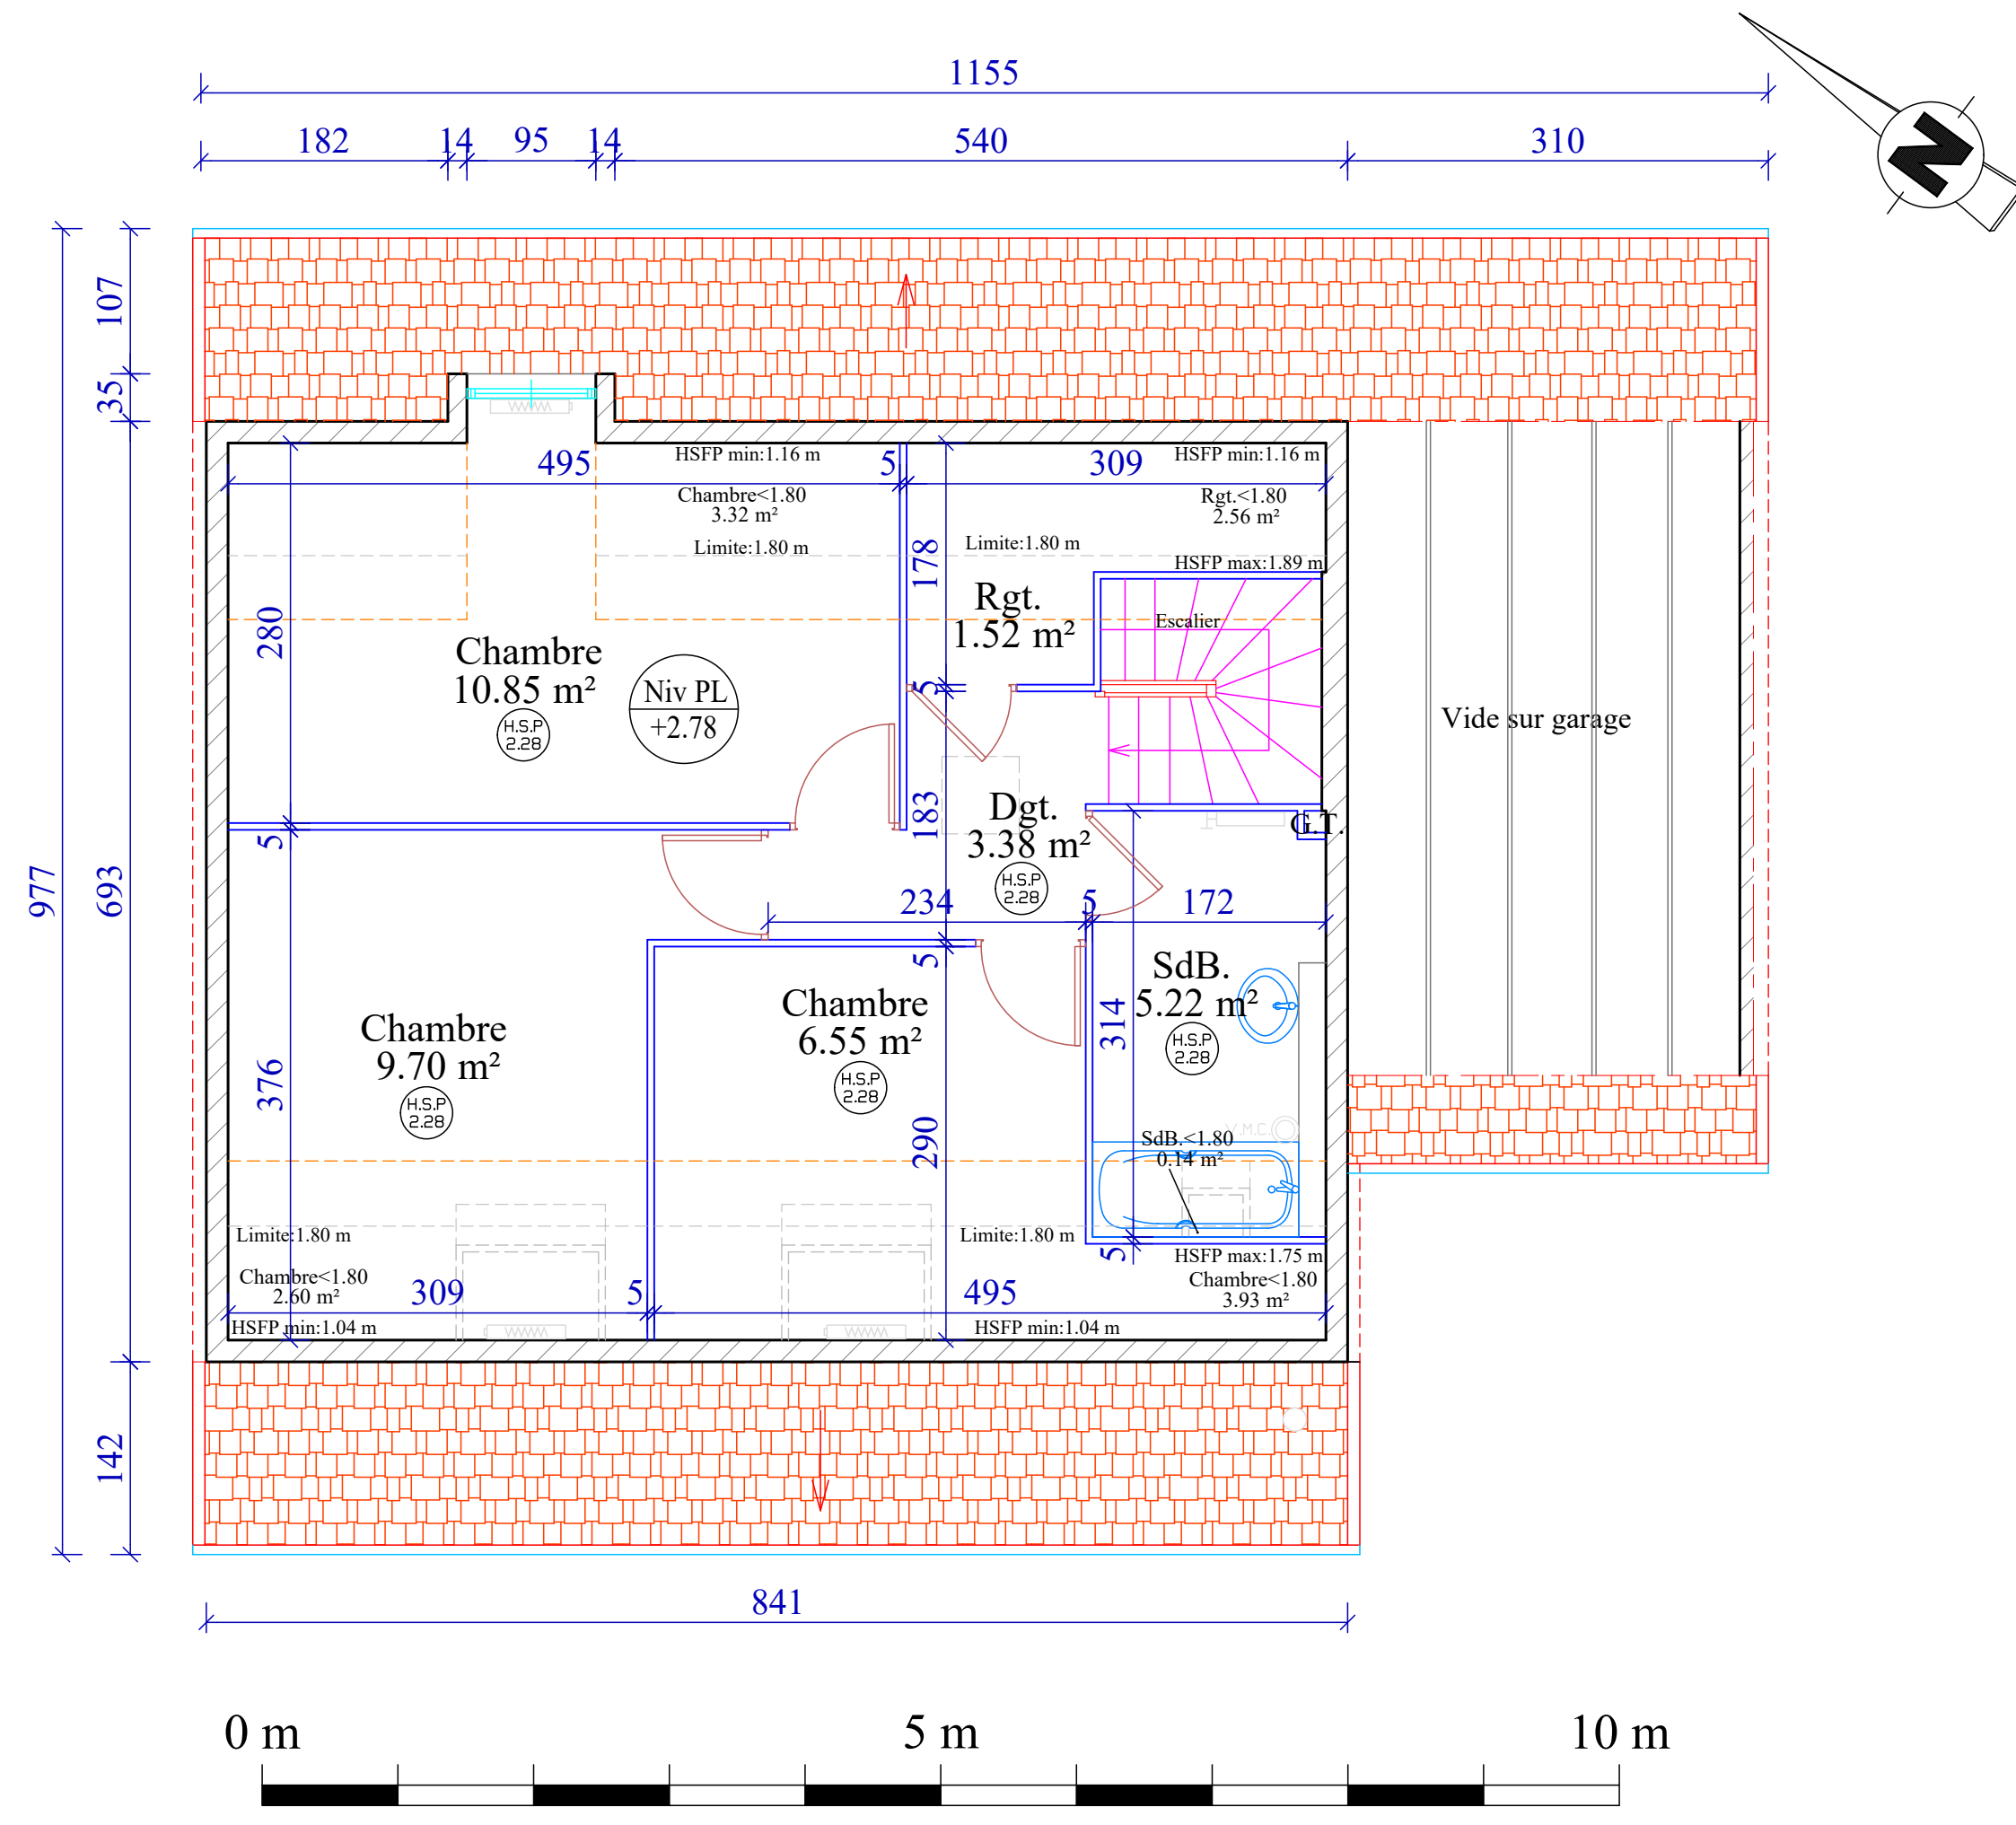 1155
182 14 95 14 540 310
N
107
35
977
693
142
HSFP min:1.16 m
HSFP min:1.16 m
495 5 309
Chambre<1.80
3.32 m²
Rgt.<1.80
2.56 m²
Limite:1.80 m
Limite:1.80 m
178
HSFP max:1.89 m
Rgt.
1.52 m²
Escalier
280
Chambre
10.85 m²
H.S.P
2.28
Niv PL
+2.78
5
Vide sur garage
183
Dgt.
3.38 m²
H.S.P
2.28
G.T.
5
234 5 172
5
SdB.
5.22 m²
H.S.P
2.28
314
Chambre
6.55 m²
H.S.P
2.28
Chambre
9.70 m²
H.S.P
2.28
376
290
V.M.C.
SdB.<1.80
0.14 m²
Limite:1.80 m
Limite:1.80 m
5
HSFP max:1.75 m
Chambre<1.80
2.60 m²
Chambre<1.80
3.93 m²
309 5 495
HSFP min:1.04 m
HSFP min:1.04 m
841
0 m 5 m 10 m